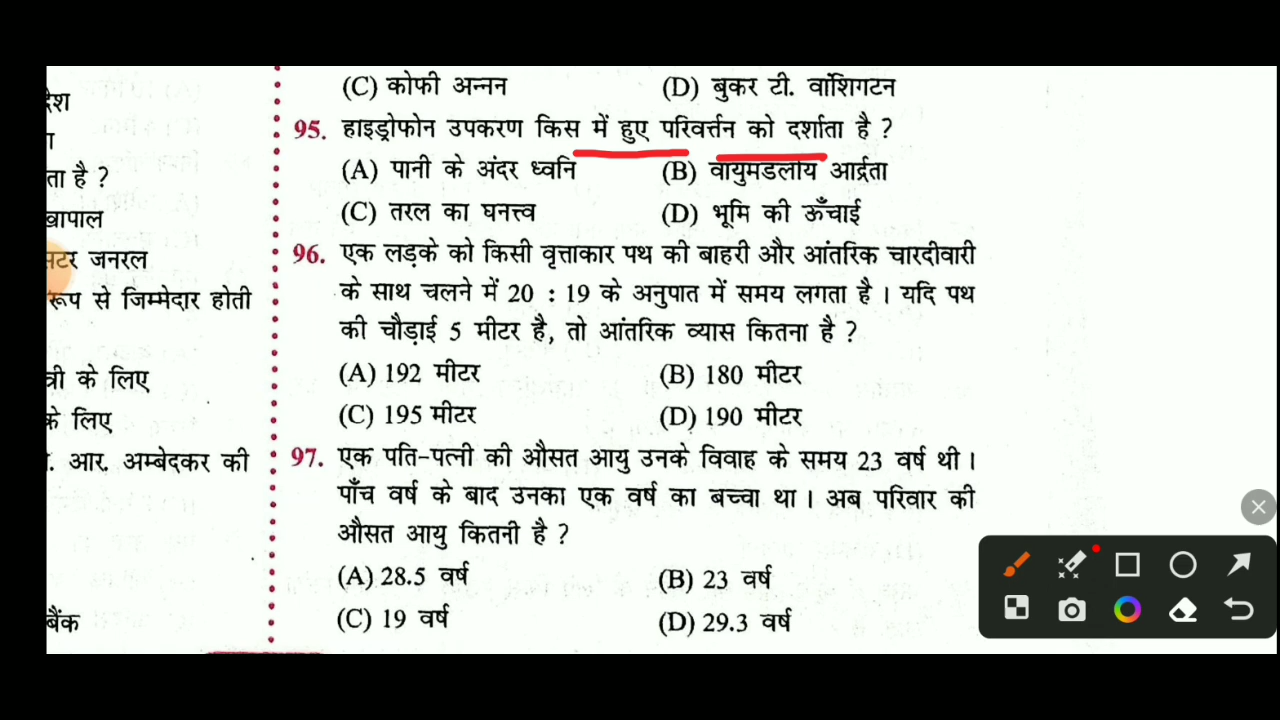 देश
ता है ?
जनरल
रूप से जिम्मेदार होती
के लिए
के लिए
आर. अम्बेदकर की
बैंक
(C) कोफी अन्नन (D) बुकर टी. वांशिगटन
95. हाइड्रोफोन उपकरण किस में हुए परिवर्त्तन को दर्शाता है ?
(A) पानी के अंदर ध्वनि (B) वायुमडलीय आर्द्रता
(C) तरल का घनत्त्व (D) भूमि की ऊँचाई
96. एक लड़के को किसी वृत्ताकार पथ की बाहरी और आंतरिक चारदीवारी
के साथ चलने में 20 : 19 के अनुपात में समय लगता है । यदि पथ
की चौड़ाई 5 मीटर है, तो आंतरिक व्यास कितना है ?
(A) 192 मीटर (B) 180 मीटर
(C) 195 मीटर (D) 190 मीटर
97. एक पति-पत्नी की औसत आयु उनके विवाह के समय 23 वर्ष थी ।
पाँच वर्ष के बाद उनका एक वर्ष का बच्चा था । अब परिवार की
औसत आयु कितनी है ?
(A) 28.5 वर्ष (B) 23 वर्ष
(C) 19 वर्ष (D) 29.3 वर्ष